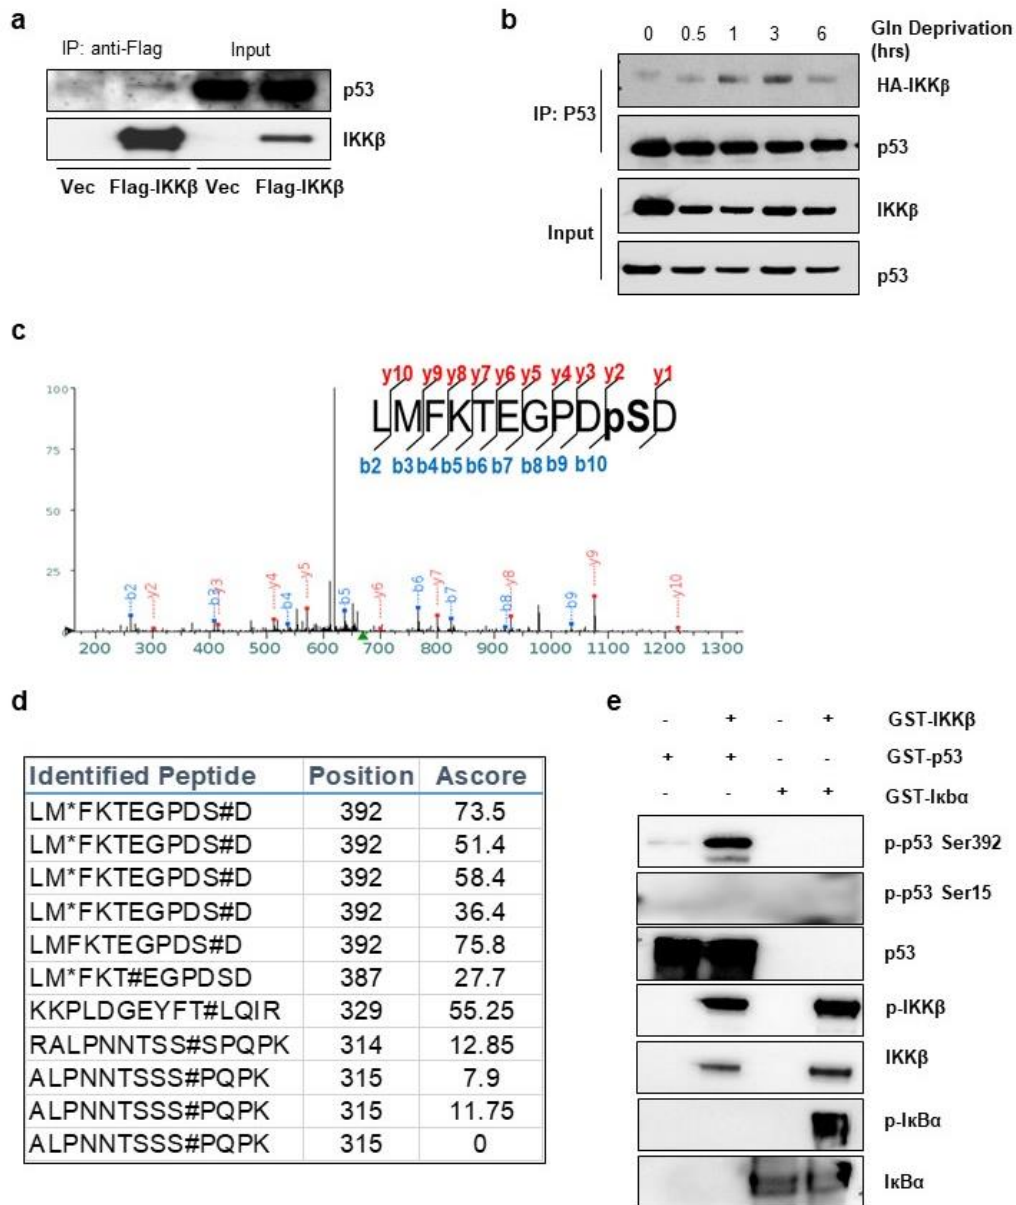 a
IP: anti-Flag Input
p53
IKKβ
Vec Flag-IKKβ Vec Flag-IKKβ
b
0 0.5 1 3 6 Gln Deprivation
(hrs)
HA-IKKβ
IP: P53
p53
IKKβ
Input
p53
c
y10 y9 y8 y7 y6 y5 y4 y3 y2 y1
LMFKTEGPDpSD
b2 b3 b4 b5 b6 b7 b8 b9 b10
100
75
50
25
b2 y2 b3 y3 y4 b4 y5 b5 y6 b6 y7 b7 b8 y8 b9 y9 y10
200 300 400 500 600 700 800 900 1000 1100 1200 1300
d
Identified Peptide Position Ascore
LM*FKTEGPDS#D 392 73.5
LM*FKTEGPDS#D 392 51.4
LM*FKTEGPDS#D 392 58.4
LM*FKTEGPDS#D 392 36.4
LMFKTEGPDS#D 392 75.8
LM*FKT#EGPDSD 387 27.7
KKPLDGEYFT#LQIR 329 55.25
RALPNNTSS#SPQPK 314 12.85
ALPNNTSSS#PQPK 315 7.9
ALPNNTSSS#PQPK 315 11.75
ALPNNTSSS#PQPK 315 0
e
- + - + GST-IKKβ
+ + - - GST-p53
- - + + GST-Iκbα
p-p53 Ser392
p-p53 Ser15
p53
p-IKKβ
IKKβ
p-IκBα
IκBα